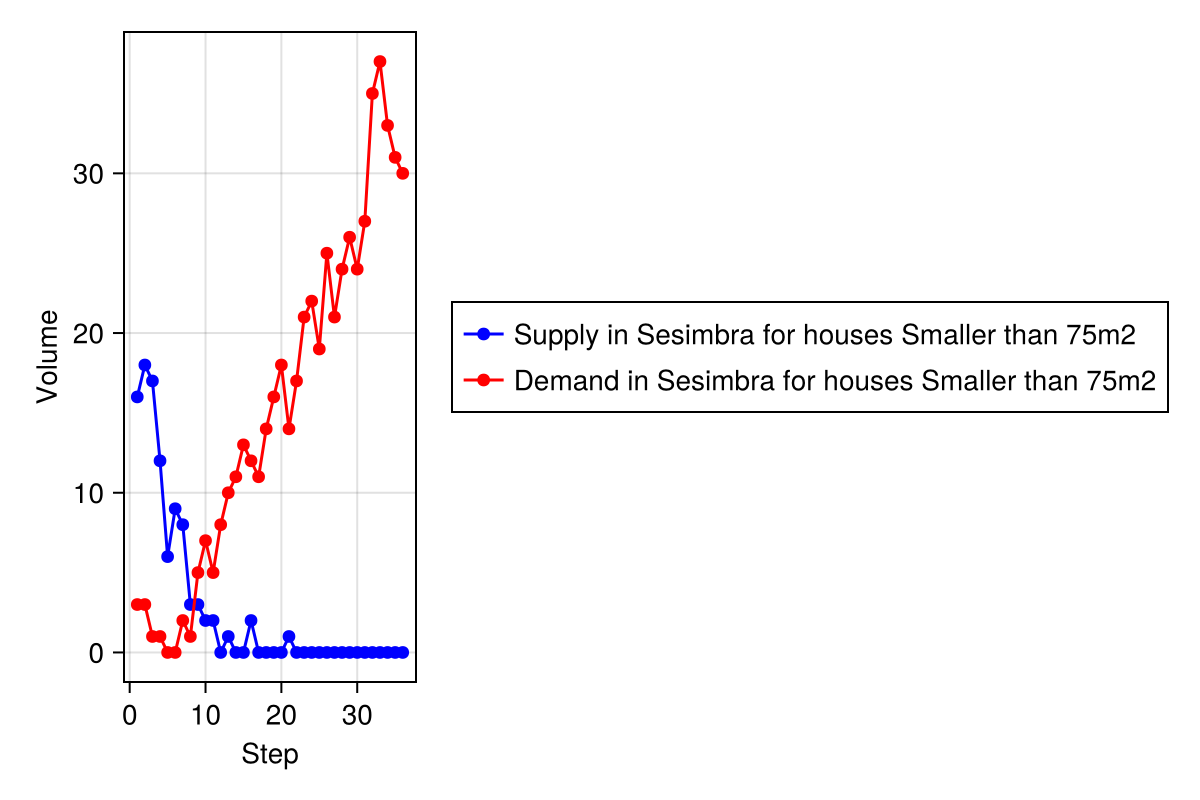 Volume
30
20
10
0
0 10 20 30
Step
Supply in Sesimbra for houses Smaller than 75m2
Demand in Sesimbra for houses Smaller than 75m2